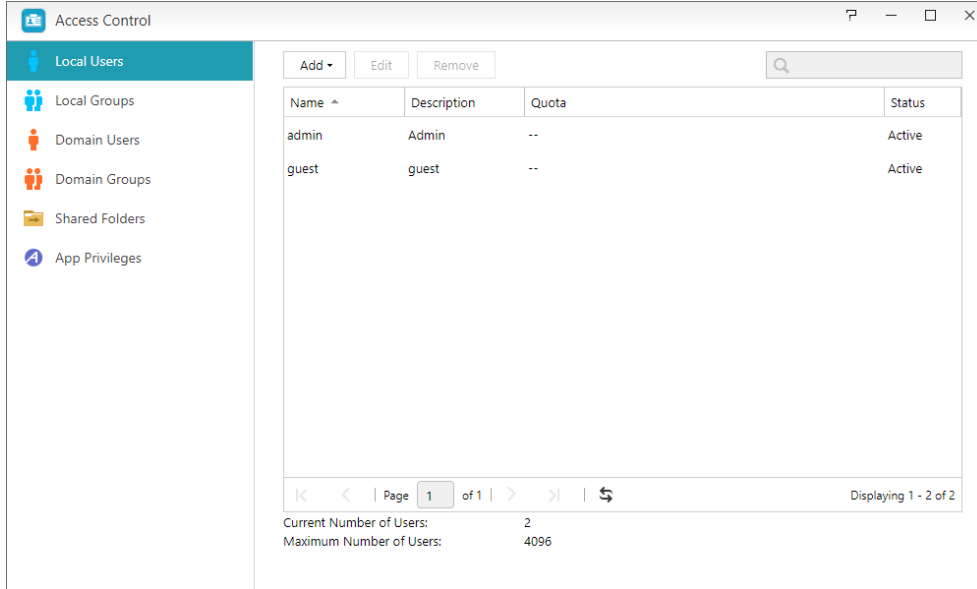 Access Control
Local Users
Local Groups
Domain Users
Domain Groups
Shared Folders
App Privileges
Add Edit Remove
Name Description Quota Status
admin Admin -- Active
guest guest -- Active
Page 1 of 1 Displaying 1 - 2 of 2
Current Number of Users: 2
Maximum Number of Users: 4096